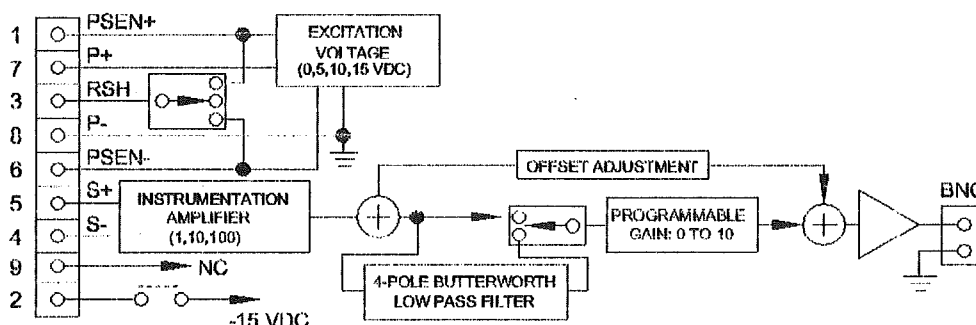 1 PSEN+
7 P+
3 RSH
8 P-
6 PSEN-
5 S+
4 S-
9 NC
2 -15 VDC
EXCITATION
VOLTAGE
(0,5,10,15 VDC)
OFFSET ADJUSTMENT
INSTRUMENTATION
AMPLIFIER
(1,10,100)
4-POLE BUTTERWORTH
LOW PASS FILTER
PROGRAMMABLE
GAIN: 0 TO 10
BNC